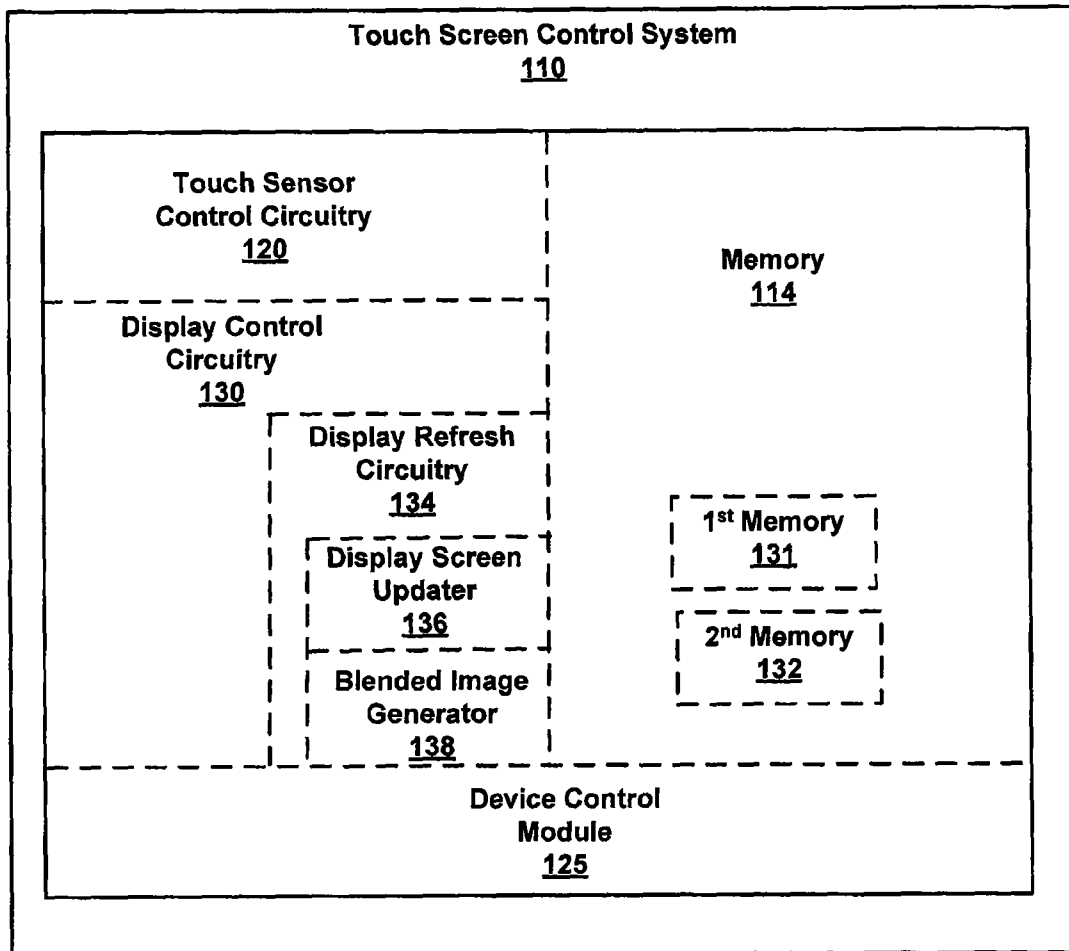 Touch Screen Control System
110
Touch Sensor
Control Circuitry
120
Memory
114
Display Control
Circuitry
130
Display Refresh
Circuitry
134
1st Memory
131
Display Screen
Updater
136
2nd Memory
132
Blended Image
Generator
138
Device Control
Module
125